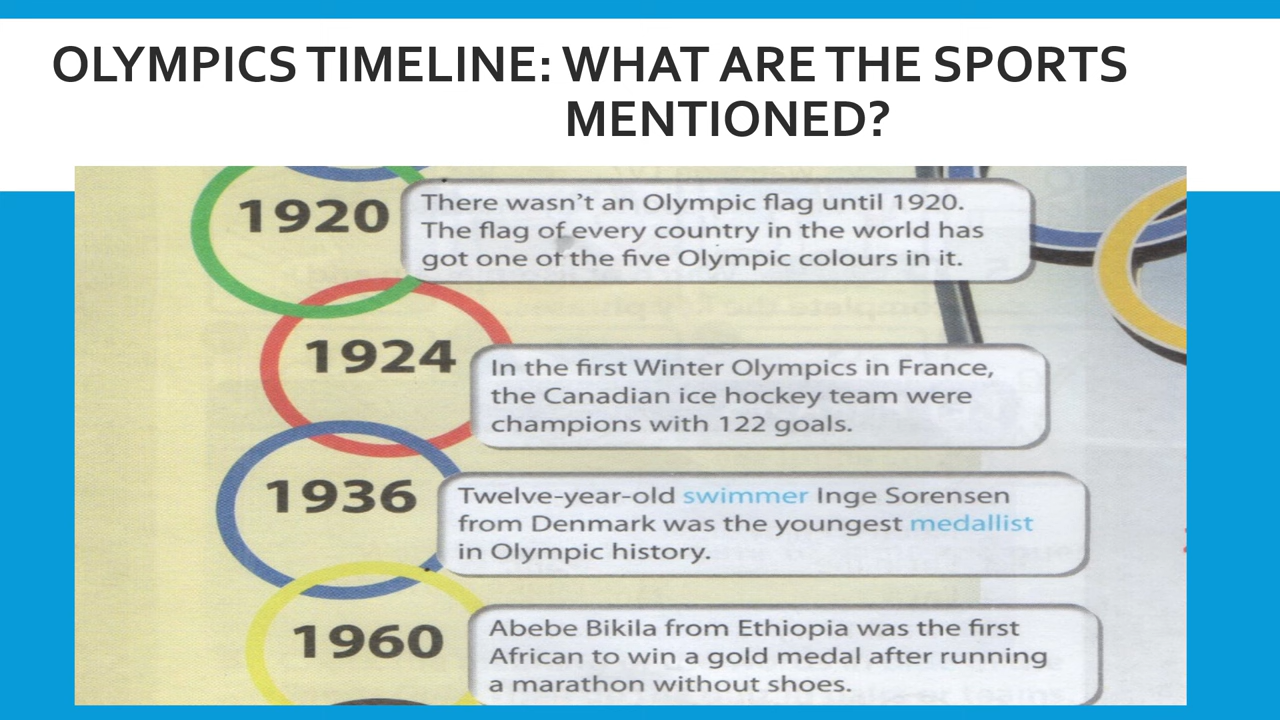 OLYMPICS TIMELINE: WHAT ARE THE SPORTS
MENTIONED?
1920
There wasn't an Olympic flag until 1920.
The flag of every country in the world has
got one of the five Olympic colours in it.
1924
In the first Winter Olympics in France,
the Canadian ice hockey team were
champions with 122 goals.
1936
Twelve-year-old swimmer Inge Sorensen
from Denmark was the youngest medallist
in Olympic history.
1960
Abebe Bikila from Ethiopia was the first
African to win a gold medal after running
a marathon without shoes.